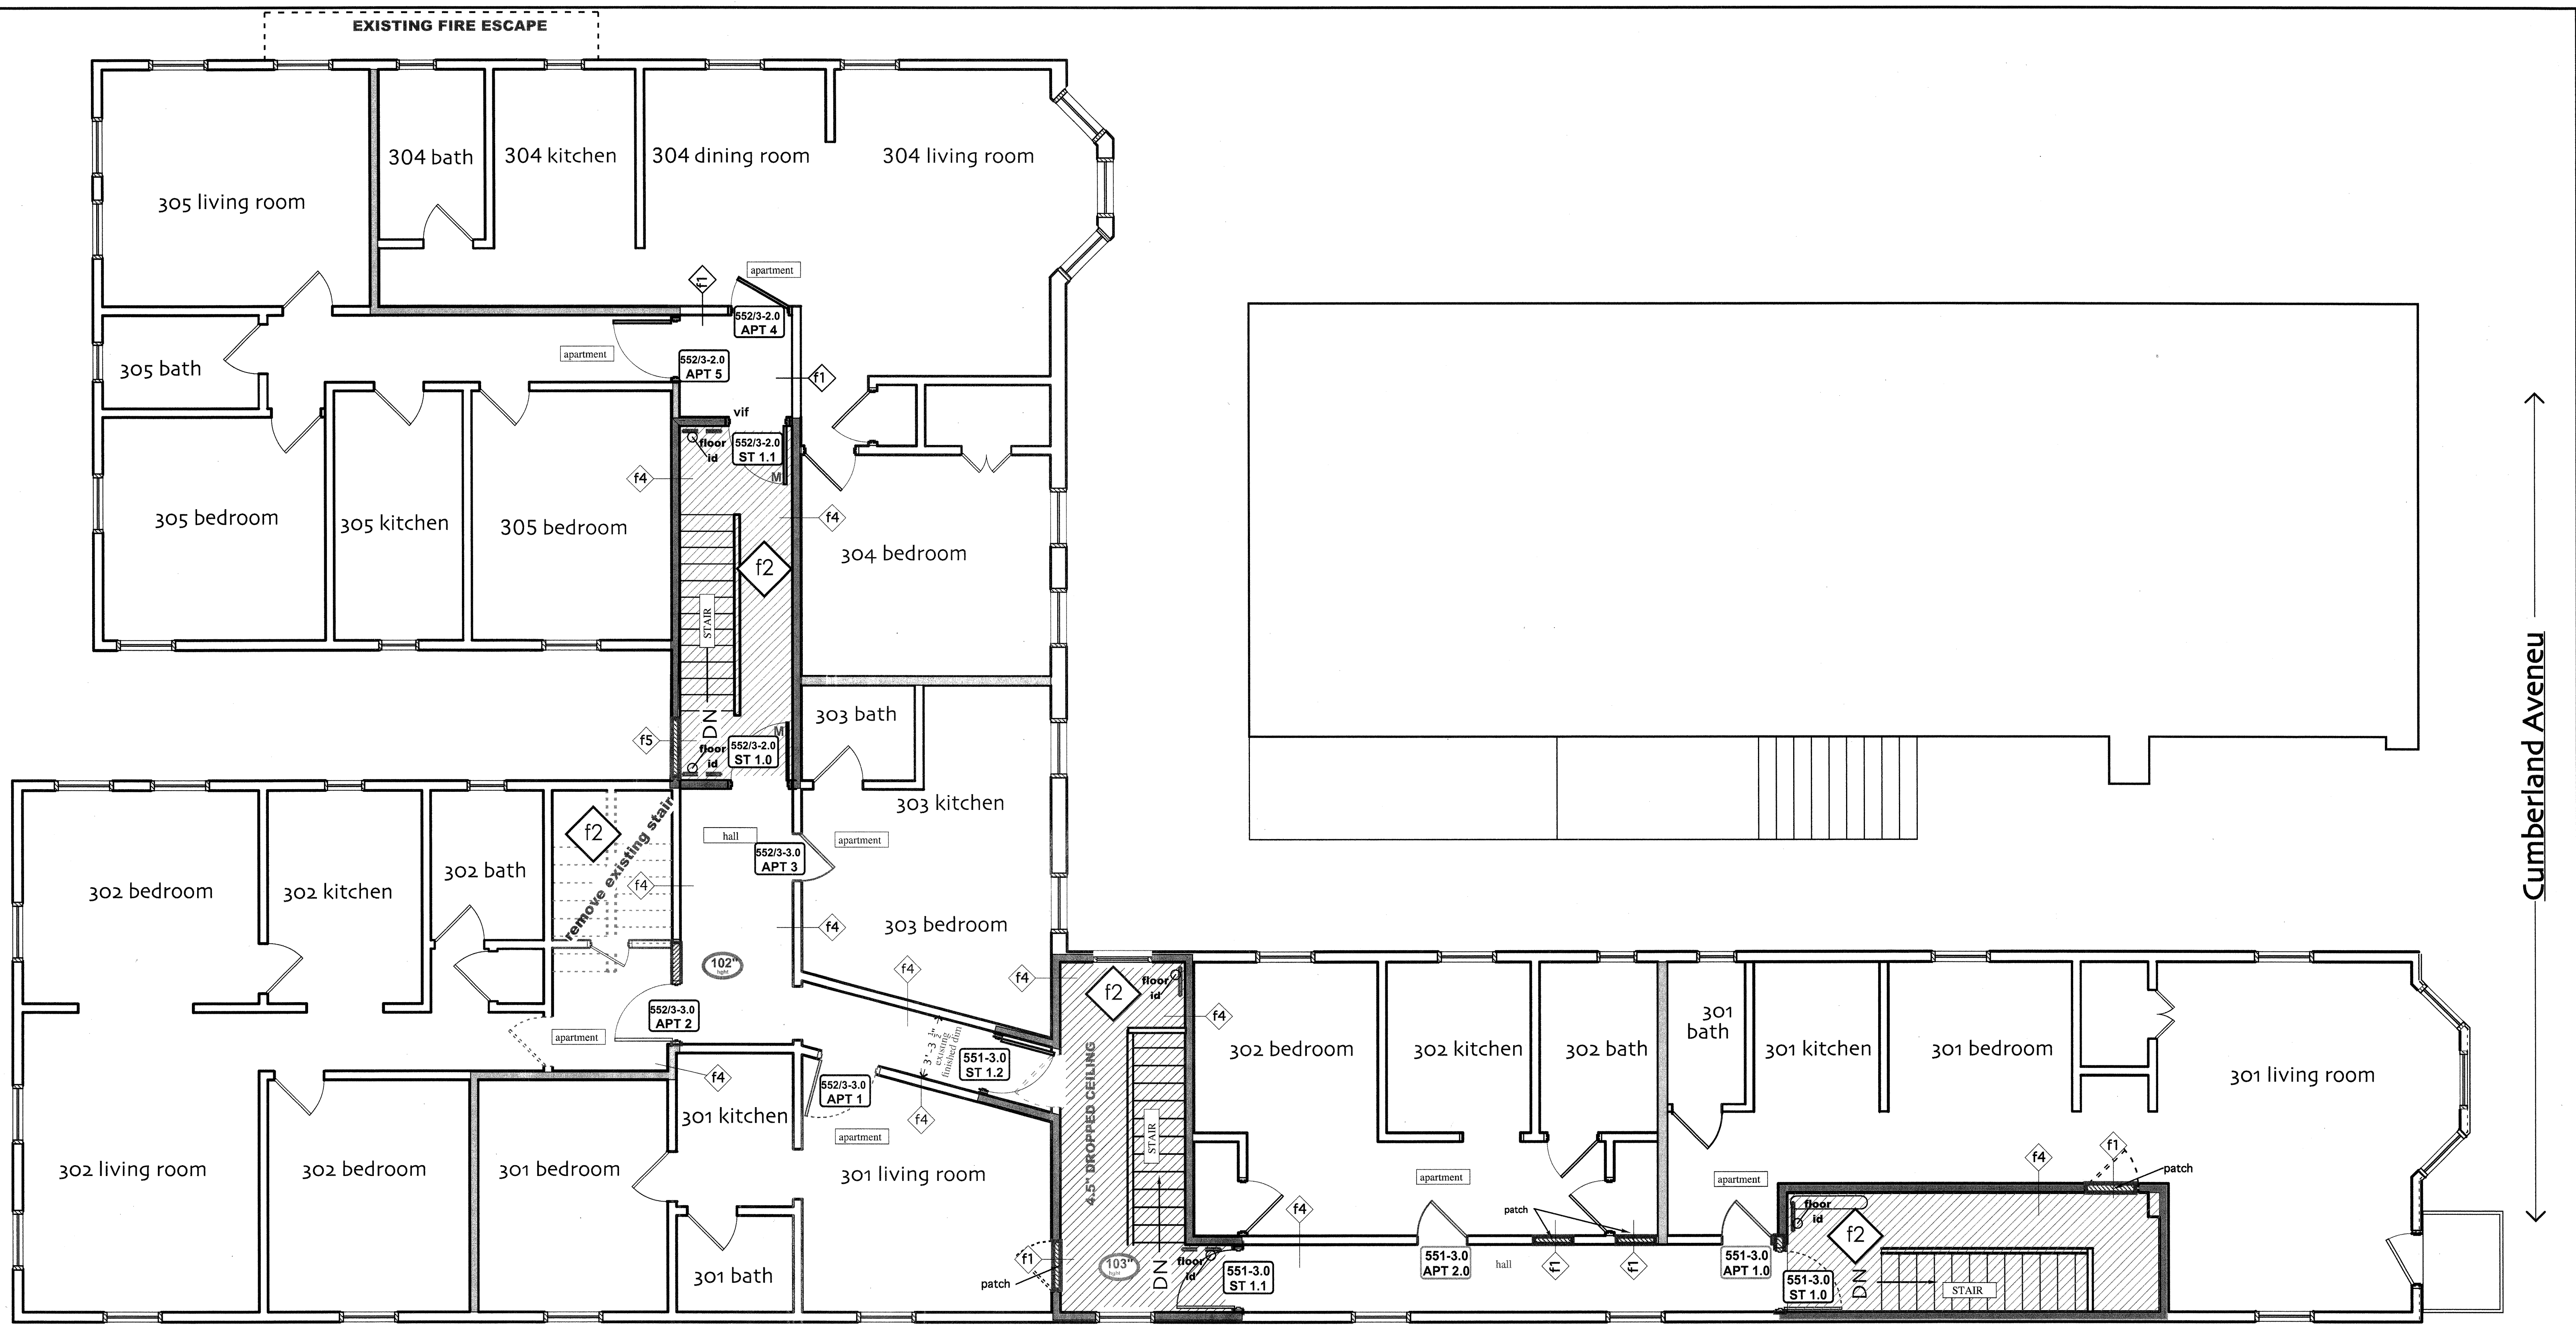 EXISTING FIRE ESCAPE
304 bath
304 kitchen
304 dining room
304 living room
305 living room
apartment
f1
552/3-2.0
APT 4
apartment
552/3-2.0
APT 5
305 bath
f1
vif
floor
id
552/3-2.0
ST 1.1
M
f4
f4
305 bedroom
305 kitchen
305 bedroom
304 bedroom
f2
STAIR
DN
303 bath
f5
floor
id
552/3-2.0
ST 1.0
M
303 kitchen
f2
remove existing stair
hall
apartment
552/3-3.0
APT 3
302 bedroom
302 kitchen
302 bath
f4
303 bedroom
f4
102"
hght
f4
f4
f2
floor
id
552/3-3.0
APT 2
f4
apartment
3'-3 1/2"
existing
finished dim
551-3.0
ST 1.2
f4
552/3-3.0
APT 1
f4
301 kitchen
apartment
302 living room
302 bedroom
301 bedroom
301 living room
301 bath
4.5" DROPPED CEILING
STAIR
DN
f1
patch
103"
hght
floor
id
551-3.0
ST 1.1
302 bedroom
302 kitchen
302 bath
301
bath
301 kitchen
301 bedroom
301 living room
apartment
apartment
f4
patch
f4
f1
patch
551-3.0
APT 2.0
hall
f1
f1
551-3.0
APT 1.0
floor
id
f2
551-3.0
ST 1.0
DN
STAIR
Cumberland Aveneu